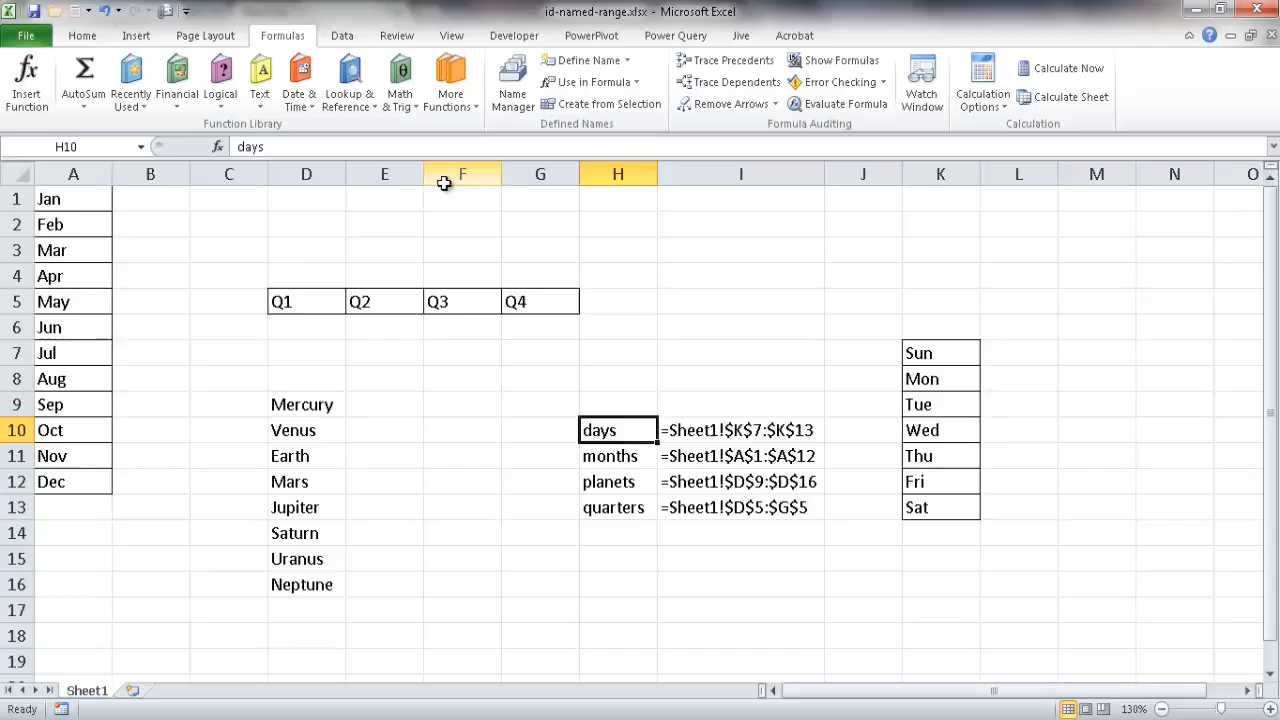 id-named-range.xlsx - Microsoft Excel
File Home Insert Page Layout Formulas Data Review View Developer PowerPivot Power Query Jive Acrobat
Insert Function
AutoSum
Recently Used
Financial
Logical
Text
Date & Time
Lookup & Reference
Math & Trig
More Functions
Function Library
Name Manager
Define Name
Use in Formula
Create from Selection
Defined Names
Trace Precedents
Trace Dependents
Remove Arrows
Show Formulas
Error Checking
Evaluate Formula
Formula Auditing
Watch Window
Calculation Options
Calculate Now
Calculate Sheet
Calculation
H10 fx days
A B C D E F G H I J K L M N O
1 Jan
2 Feb
3 Mar
4 Apr
5 May Q1 Q2 Q3 Q4
6 Jun
7 Jul Sun
8 Aug Mon
9 Sep Mercury Tue
10 Oct Venus days =Sheet1!$K$7:$K$13 Wed
11 Nov Earth months =Sheet1!$A$1:$A$12 Thu
12 Dec Mars planets =Sheet1!$D$9:$D$16 Fri
13 Jupiter quarters =Sheet1!$D$5:$G$5 Sat
14 Saturn
15 Uranus
16 Neptune
17
18
19
Sheet1
Ready 130%